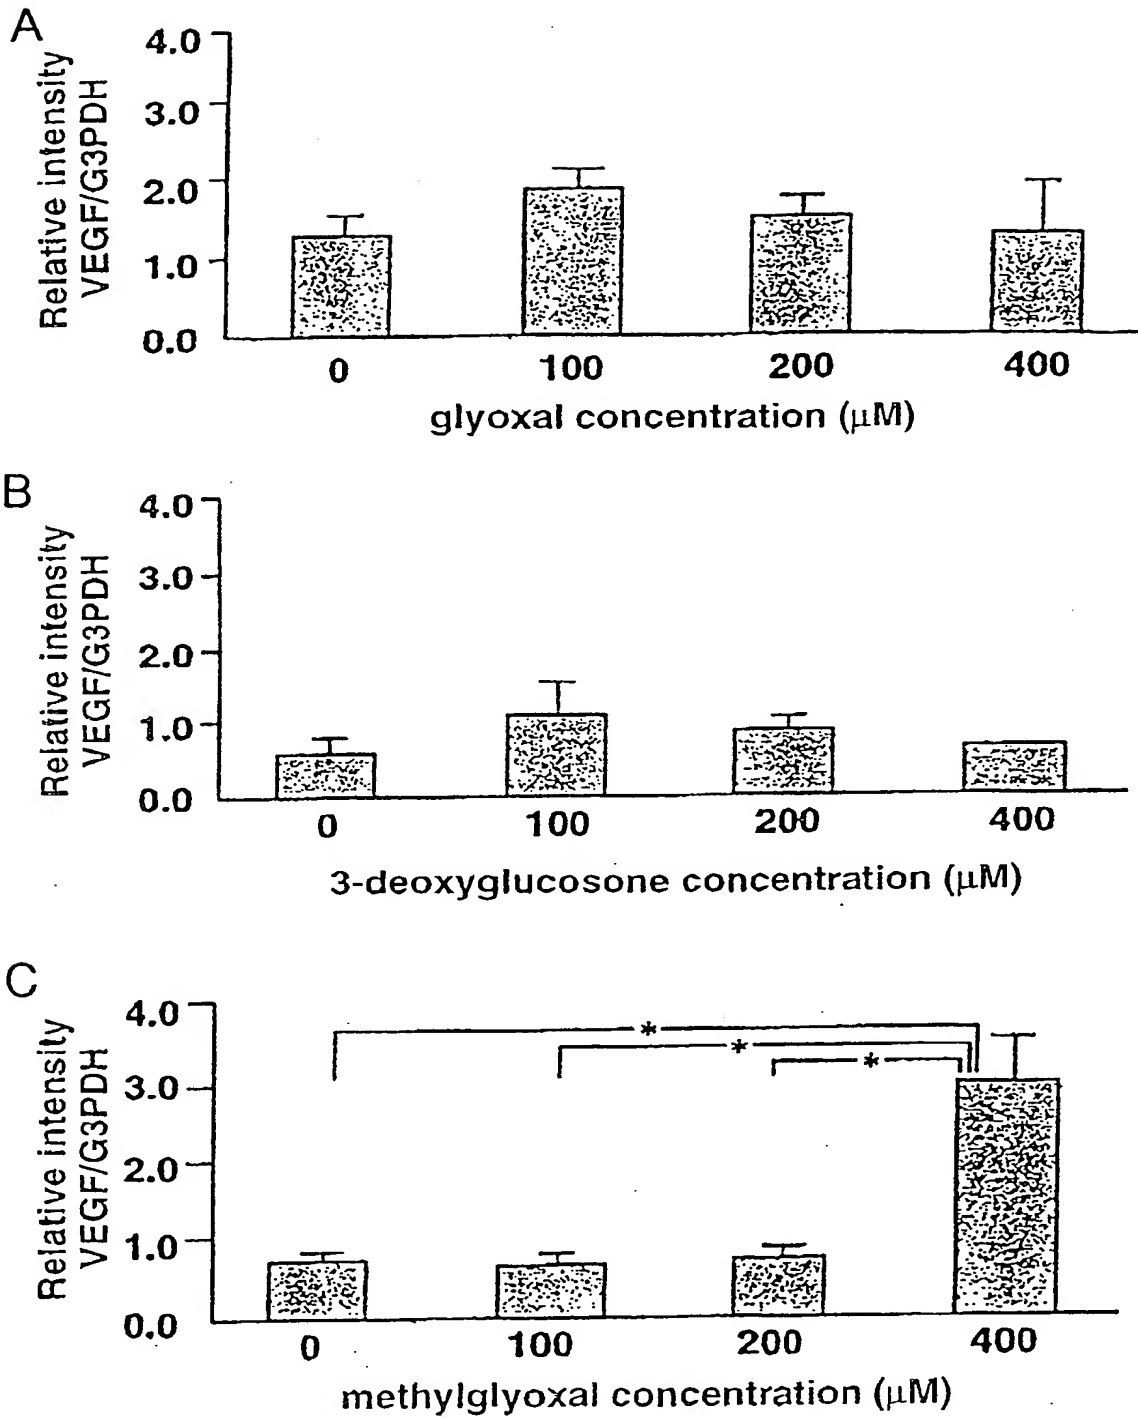 A
Relative intensity
VEGF/G3PDH
4.0
3.0
2.0
1.0
0.0
0
100
200
400
glyoxal concentration (μM)
B
Relative intensity
VEGF/G3PDH
4.0
3.0
2.0
1.0
0.0
0
100
200
400
3-deoxyglucosone concentration (μM)
C
Relative intensity
VEGF/G3PDH
4.0
3.0
2.0
1.0
0.0
*
*
*
0
100
200
400
methylglyoxal concentration (μM)